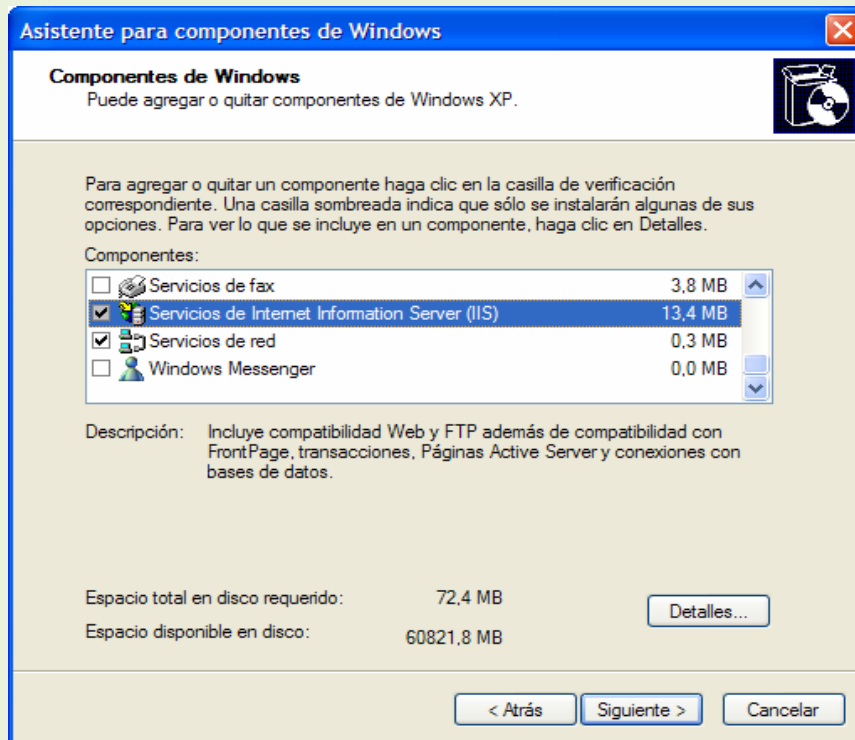 Asistente para componentes de Windows
Componentes de Windows
Puede agregar o quitar componentes de Windows XP.
Para agregar o quitar un componente haga clic en la casilla de verificación
correspondiente. Una casilla sombreada indica que sólo se instalarán algunas de sus
opciones. Para ver lo que se incluye en un componente, haga clic en Detalles.
Componentes:
Servicios de fax 3,8 MB
Servicios de Internet Information Server (IIS) 13,4 MB
Servicios de red 0,3 MB
Windows Messenger 0,0 MB
Descripción: Incluye compatibilidad Web y FTP además de compatibilidad con
FrontPage, transacciones, Páginas Active Server y conexiones con
bases de datos.
Espacio total en disco requerido: 72,4 MB
Detalles...
Espacio disponible en disco: 60821,8 MB
< Atrás Siguiente > Cancelar